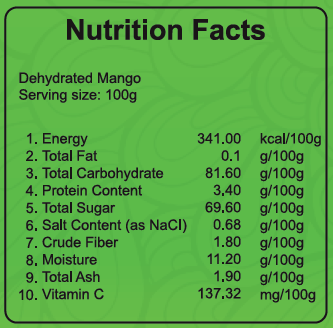 Nutrition Facts
Dehydrated Mango
Serving size: 100g
1. Energy 341.00 kcal/100g
2. Total Fat 0.1 g/100g
3. Total Carbohydrate 81.60 g/100g
4. Protein Content 3.40 g/100g
5. Total Sugar 69.60 g/100g
6. Salt Content (as NaCl) 0.68 g/100g
7. Crude Fiber 1.80 g/100g
8. Moisture 11.20 g/100g
9. Total Ash 1.90 g/100g
10. Vitamin C 137.32 mg/100g